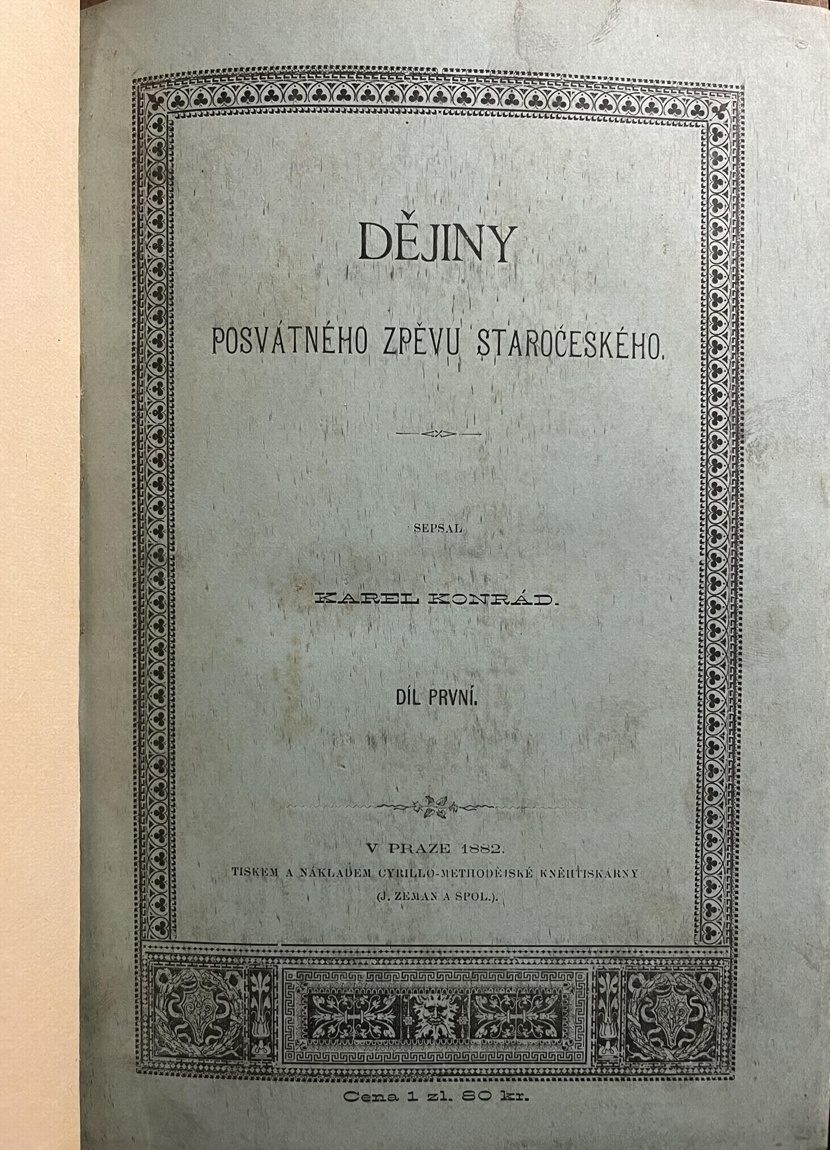 DĚJINY
POSVÁTNÉHO ZPĚVU STAROČESKÉHO.
SEPSAL
KAREL KONRÁD.
DÍL PRVNÍ.
V PRAZE 1882.
TISKEM A NÁKLADEM CYRILLO-METHODĚJSKÉ KNĚHTISKÁRNY
(J. ZEMAN A SPOL.).
Cena 1 zl. 80 kr.